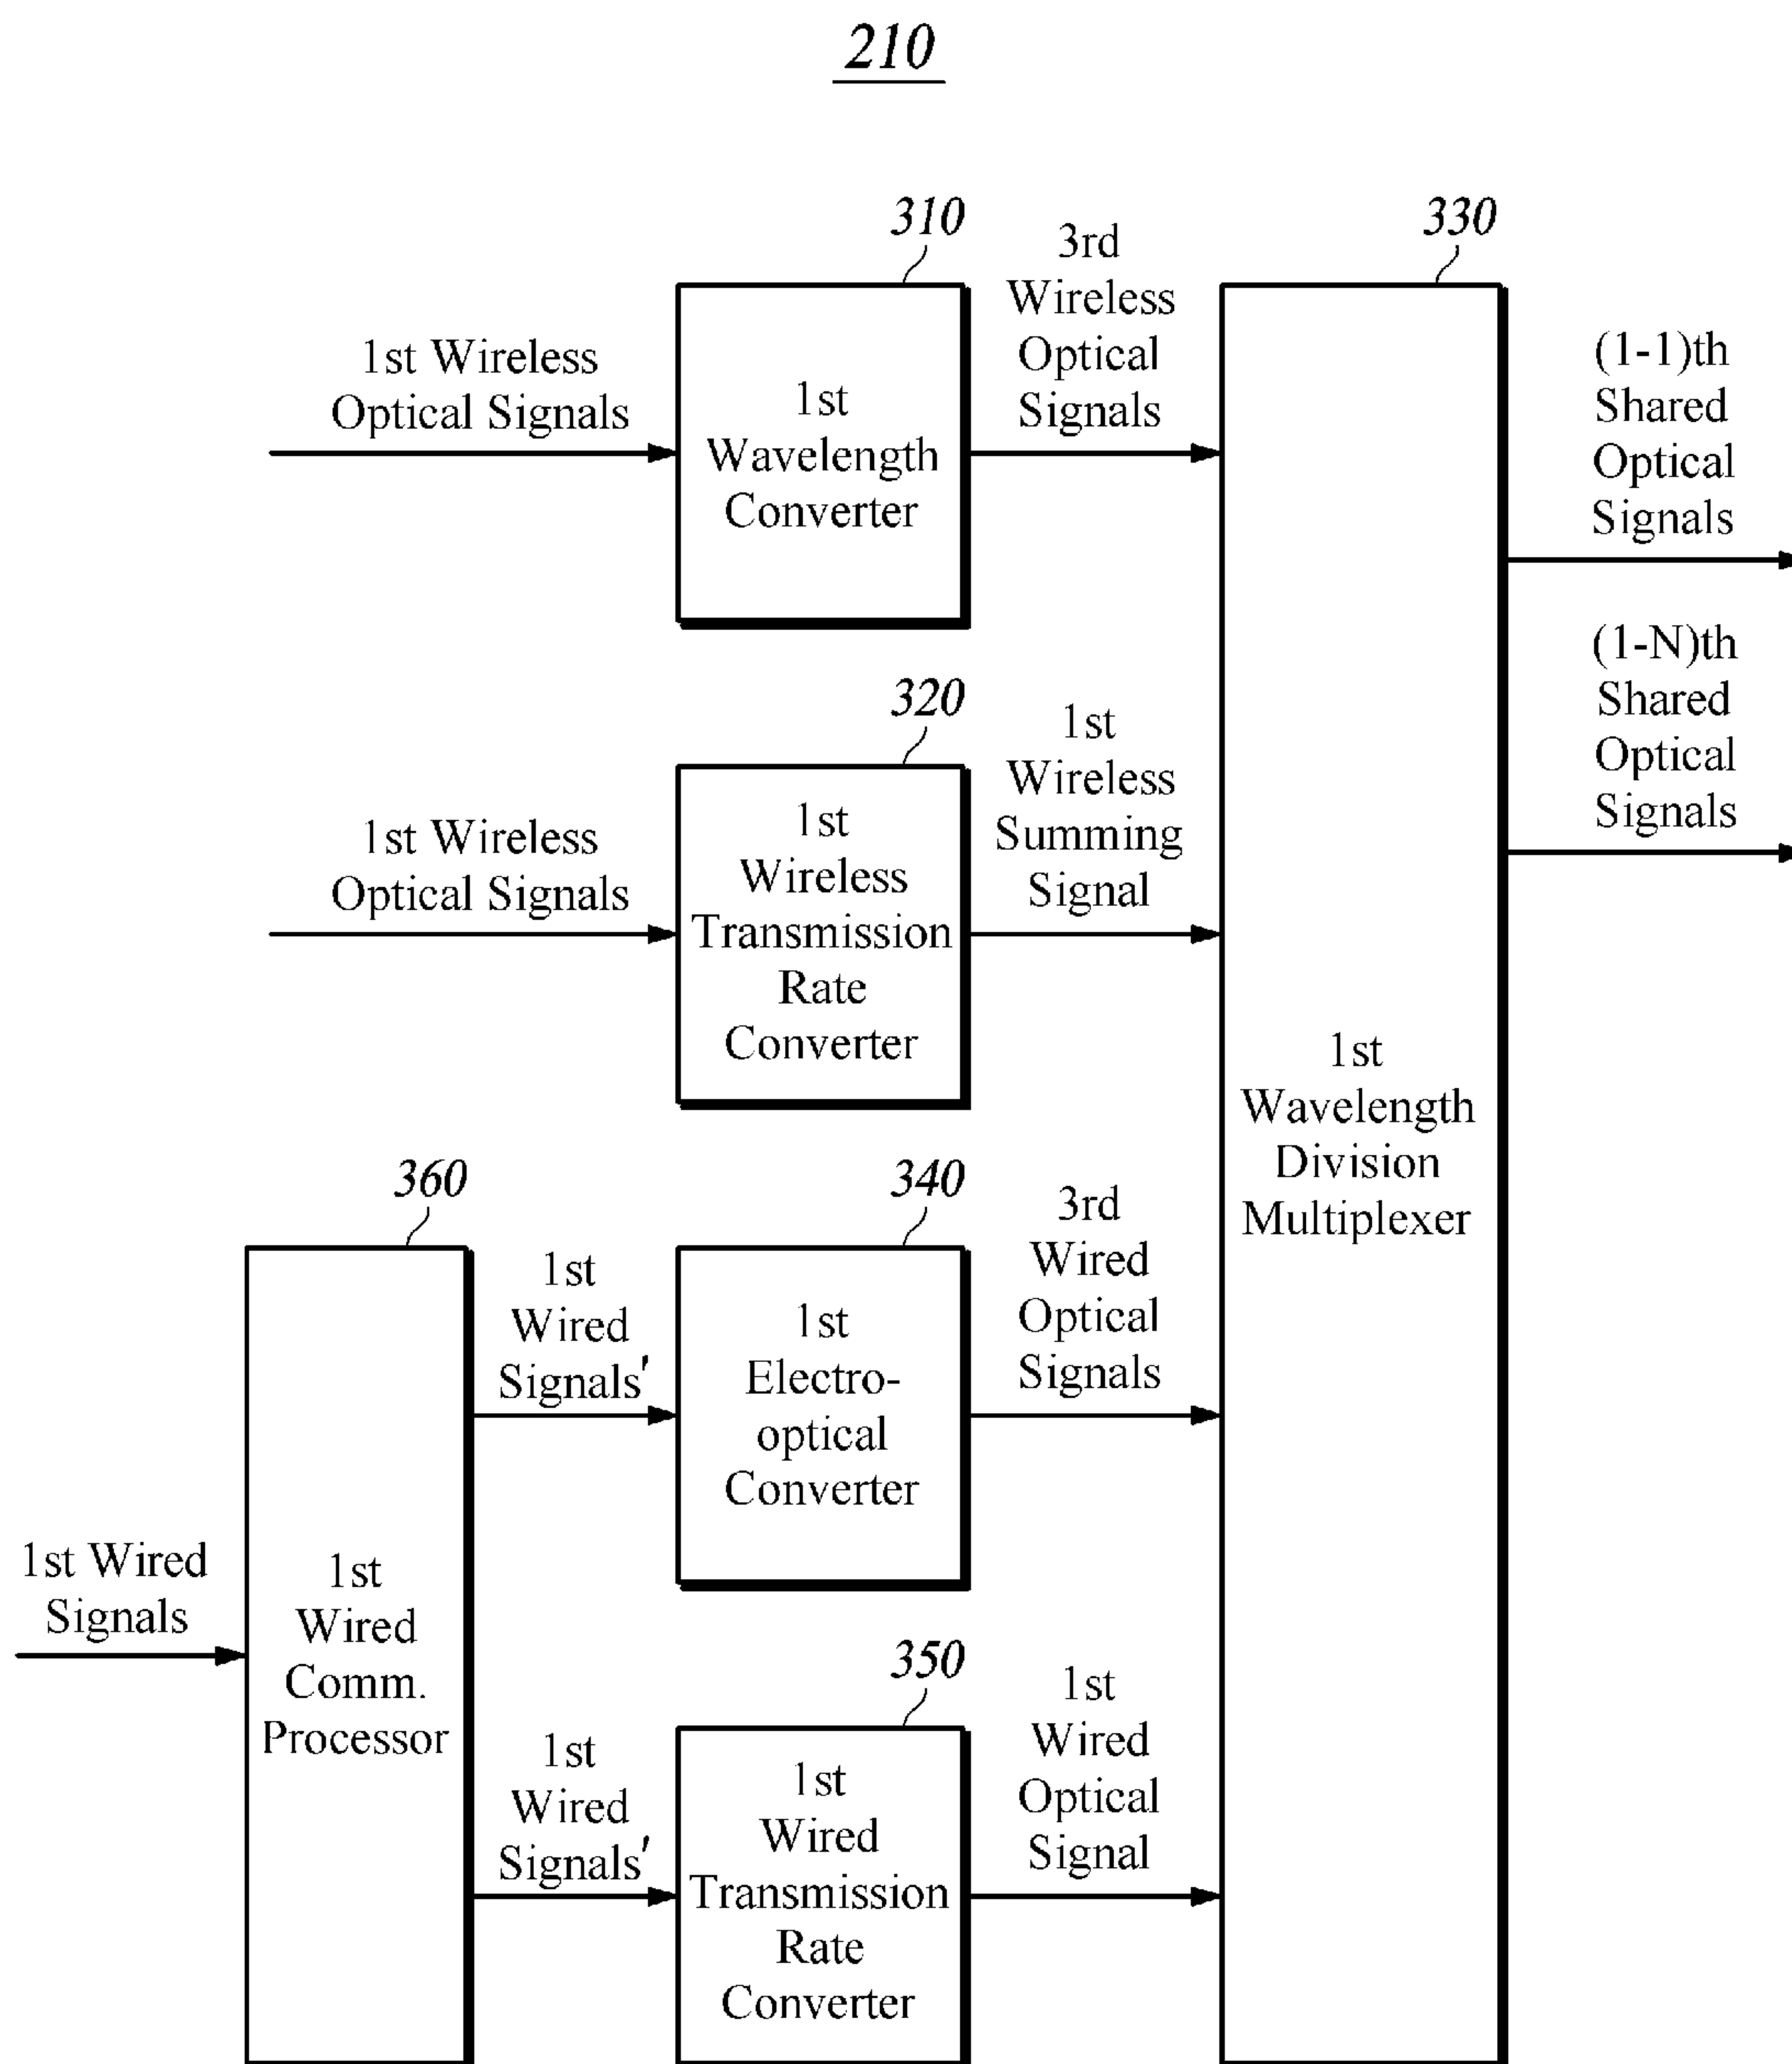 210
310
3rd
Wireless
Optical
Signals
330
1st Wireless
Optical Signals
1st
Wavelength
Converter
(1-1)th
Shared
Optical
Signals
(1-N)th
Shared
Optical
Signals
320
1st
Wireless
Summing
Signal
1st Wireless
Optical Signals
1st
Wireless
Transmission
Rate
Converter
1st
Wavelength
Division
Multiplexer
360
340
3rd
Wired
Optical
Signals
1st
Wired
Signals'
1st
Electro-
optical
Converter
1st Wired
Signals
1st
Wired
Comm.
Processor
350
1st
Wired
Optical
Signal
1st
Wired
Signals'
1st
Wired
Transmission
Rate
Converter